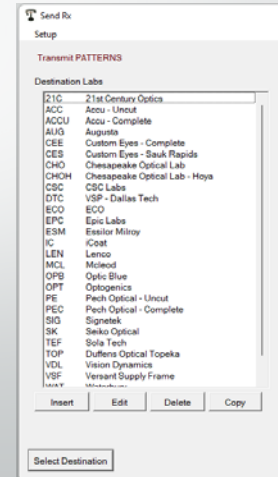 Send Rx
Setup
Transmit PATTERNS
Destination Labs
21C 21st Century Optics
ACC Accu - Uncut
ACCU Accu - Complete
AUG Augusta
CEE Custom Eyes - Complete
CES Custom Eyes - Sauk Rapids
CHO Chesapeake Optical Lab
CHOH Chesapeake Optical Lab - Hoya
CSC CSC Labs
DTC VSP - Dallas Tech
ECO ECO
EPC Epic Labs
ESM Essilor Milroy
IC iCoat
LEN Lenco
MCL Mcleod
OPB Optic Blue
OPT Optogenics
PE Pech Optical - Uncut
PEC Pech Optical - Complete
SIG Signetek
SK Seiko Optical
TEF Sola Tech
TOP Duffens Optical Topeka
VDL Vision Dynamics
VSF Versant Supply Frame
WAT Waterbury
Insert Edit Delete Copy
Select Destination